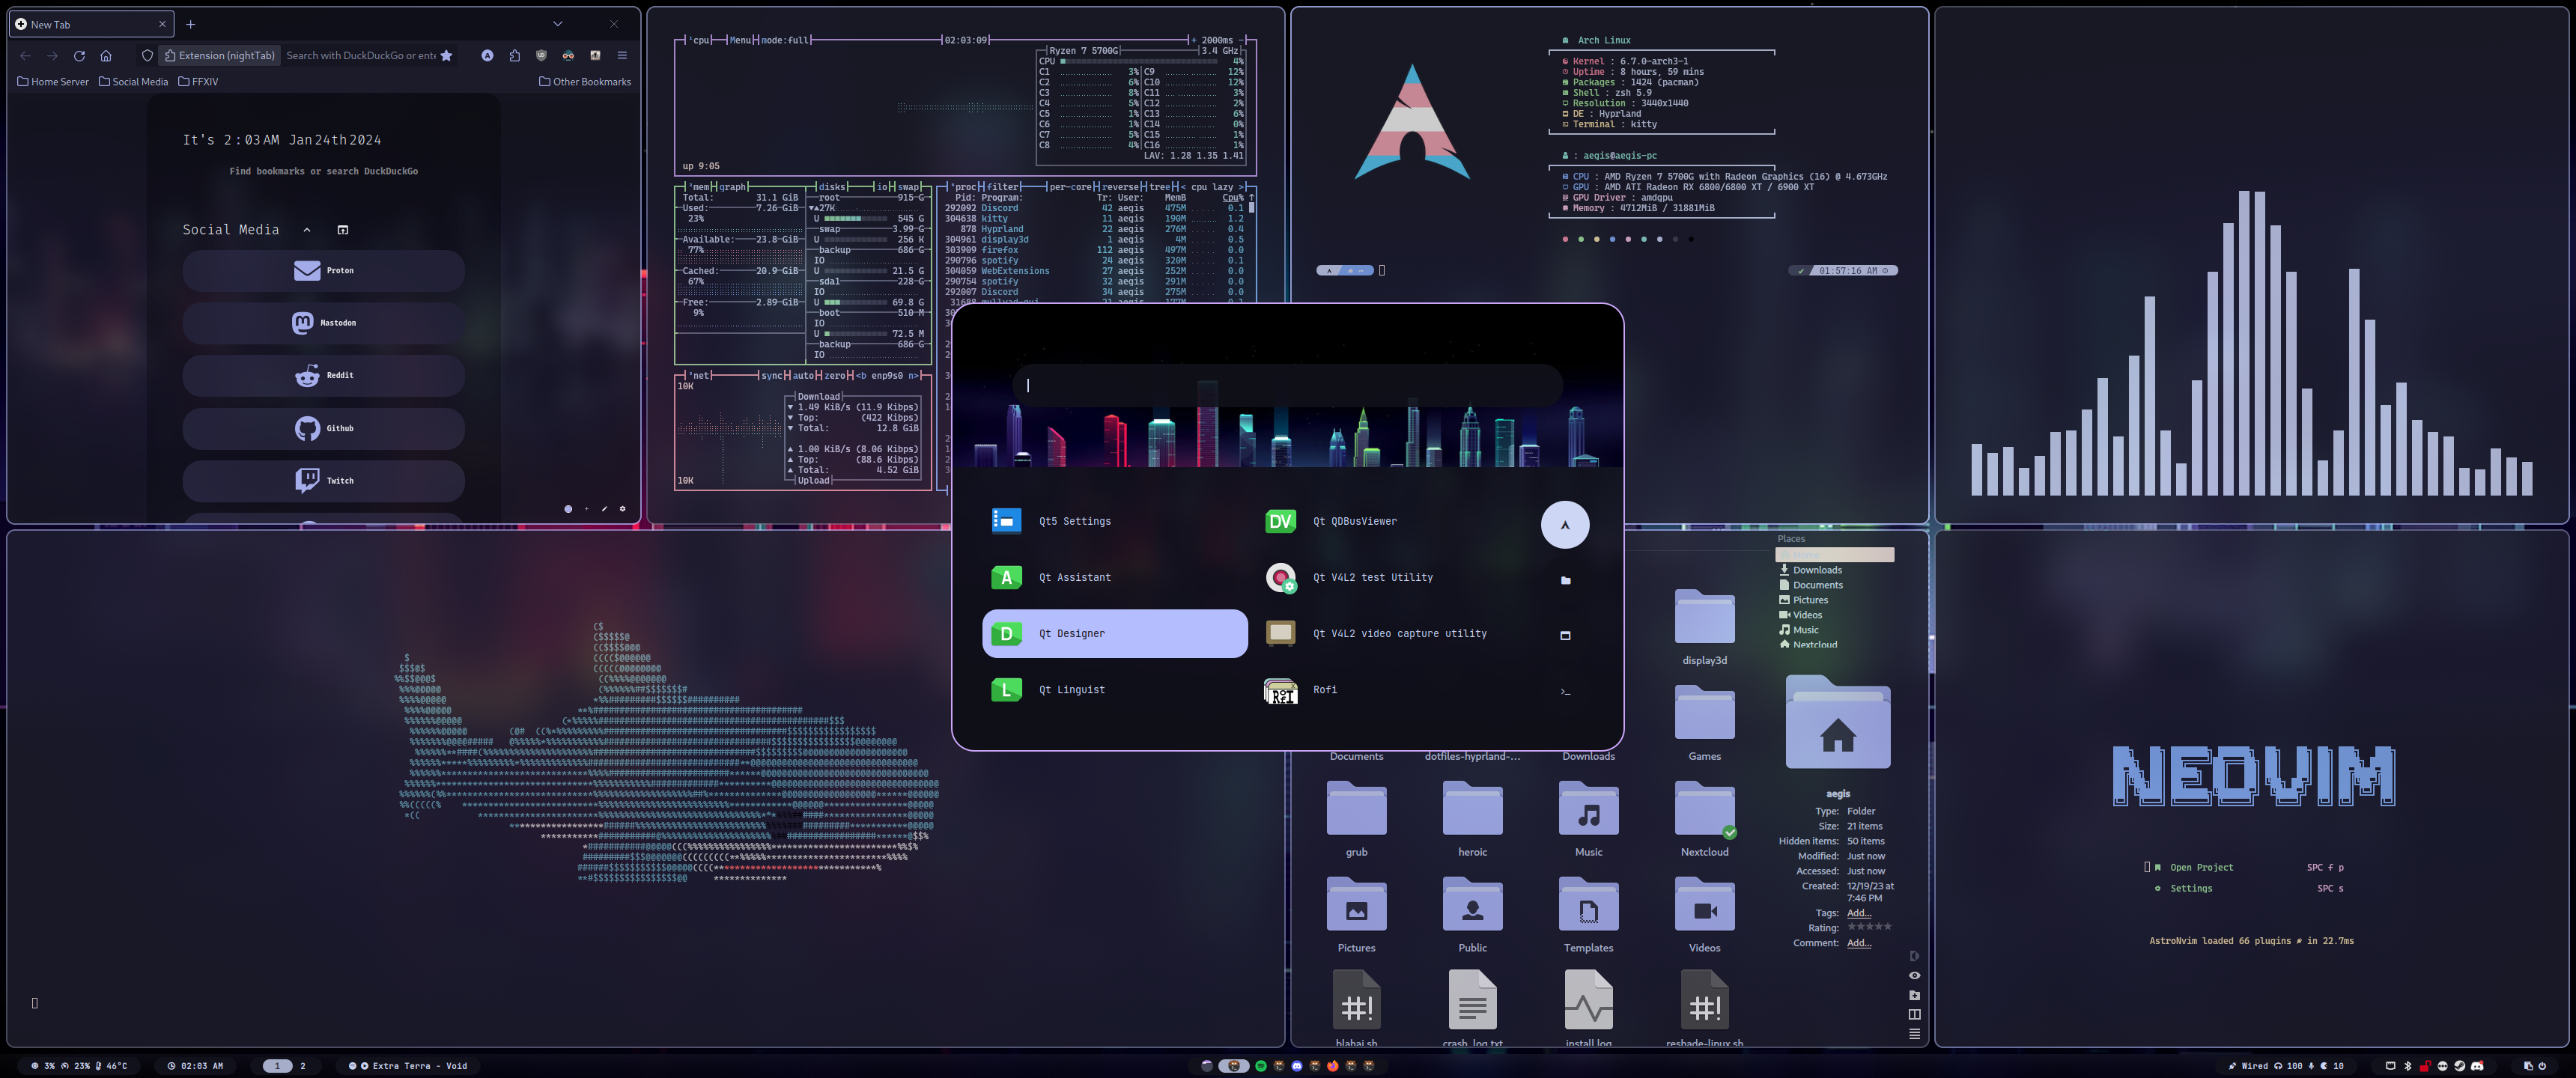 New Tab
Extension (nightTab)
Search with DuckDuckGo or ente
Home Server
Social Media
FFXIV
Other Bookmarks
It's 2:03AM Jan24th2024
Find bookmarks or search DuckDuckGo
Social Media
Proton
Mastodon
Reddit
Github
Twitch
cpu Menu mode:full 02:03:09 + 2000ms -
Ryzen 7 5700G 3.4 GHz
CPU 4%
C1 3% C9 12%
C2 6% C10 12%
C3 8% C11 3%
C4 5% C12 2%
C5 1% C13 6%
C6 1% C14 0%
C7 5% C15 1%
C8 4% C16 1%
LAV: 1.28 1.35 1.41
up 9:05
mem graph disks io swap
Total: 31.1 GiB
Used: 7.26 GiB
23%
Available: 23.8 GiB
77%
Cached: 20.9 GiB
67%
Free: 2.89 GiB
9%
root 915 G
▼▲27K
U 545 G
swap 3.99 G
U 256 K
backup 686 G
IO
U 21.5 G
sda1 228 G
IO
U 69.8 G
boot 510 M
IO
U 72.5 M
backup 686 G
IO
proc filter per-core reverse tree < cpu lazy >
Pid: Program: Tr: User: MemB Cpu% ↑
292092 Discord 42 aegis 475M 0.1
304638 kitty 11 aegis 190M 1.2
878 Hyprland 22 aegis 276M 0.4
304961 display3d 1 aegis 4M 0.5
303909 firefox 112 aegis 497M 0.0
290796 spotify 24 aegis 320M 0.1
304059 WebExtensions 27 aegis 252M 0.0
290754 spotify 32 aegis 291M 0.0
292007 Discord 34 aegis 275M 0.0
net sync auto zero <b enp9s0 n>
10K
Download
▼ 1.49 KiB/s (11.9 Kibps)
▼ Top: (422 Kibps)
▼ Total: 12.8 GiB
▲ 1.00 KiB/s (8.06 Kibps)
▲ Top: (88.6 Kibps)
▲ Total: 4.52 GiB
Upload
10K
Arch Linux
Kernel : 6.7.0-arch3-1
Uptime : 8 hours, 59 mins
Packages : 1424 (pacman)
Shell : zsh 5.9
Resolution : 3440x1440
DE : Hyprland
Terminal : kitty
: aegis@aegis-pc
CPU : AMD Ryzen 7 5700G with Radeon Graphics (16) @ 4.673GHz
GPU : AMD ATI Radeon RX 6800/6800 XT / 6900 XT
GPU Driver : amdgpu
Memory : 4712MiB / 31881MiB
01:57:16 AM
Qt5 Settings
Qt QDBusViewer
Qt Assistant
Qt V4L2 test Utility
Qt Designer
Qt V4L2 video capture utility
Qt Linguist
Rofi
Places
Downloads
Documents
Pictures
Videos
Music
Nextcloud
display3d
Documents
dotfiles-hyprland-...
Downloads
Games
grub
heroic
Music
Nextcloud
Pictures
Public
Templates
Videos
blahaj.sh
crash_log.txt
install.log
reshade-linux.sh
aegis
Type: Folder
Size: 21 items
Hidden items: 50 items
Modified: Just now
Accessed: Just now
Created: 12/19/23 at
7:46 PM
Tags: Add...
Rating:
Comment: Add...
NEOVIM
Open Project SPC f p
Settings SPC s
AstroNvim loaded 66 plugins in 22.7ms
3% 23% 46°C
02:03 AM
1 2
Extra Terra - Void
Wired 100 10